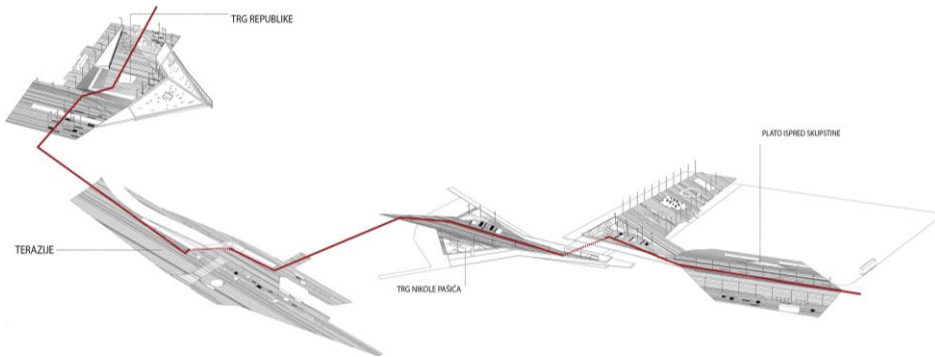 TRG REPUBLIKE
PLATO ISPRED SKUPSTINE
TERAZIJE
TRG NIKOLE PAŠIĆA